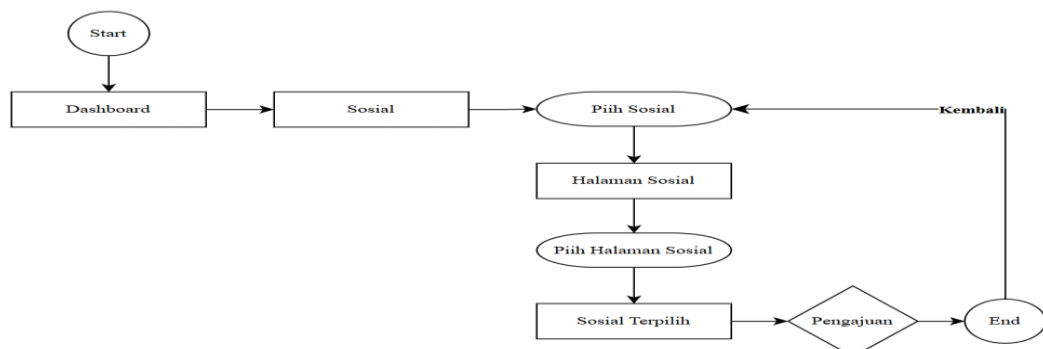 Start
Dashboard
Sosial
Piih Sosial
Kembali
Halaman Sosial
Piih Halaman Sosial
Sosial Terpilih
Pengajuan
End